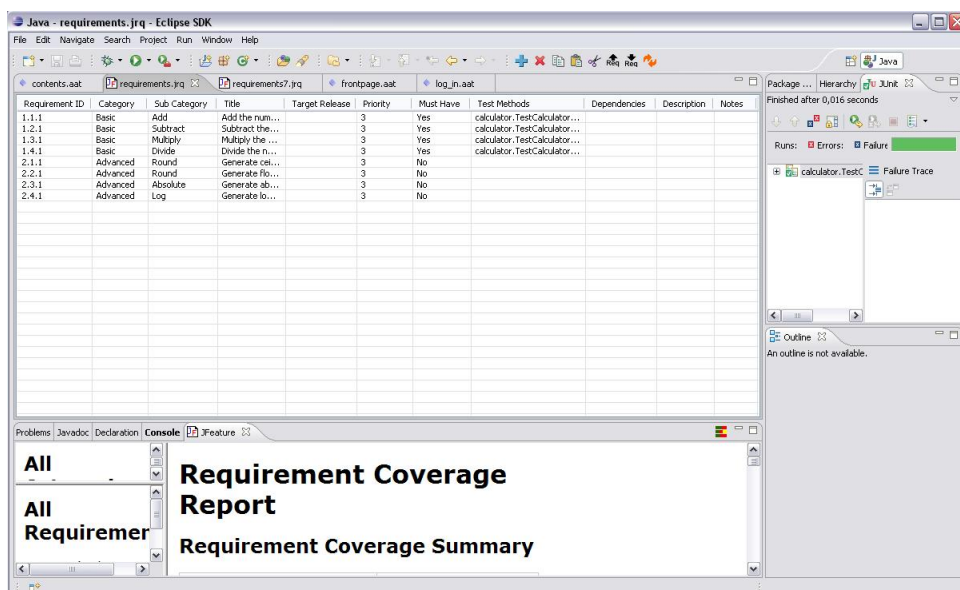 Java - requirements.jrq - Eclipse SDK
File Edit Navigate Search Project Run Window Help
Req Req Java
contents.aat requirements.jrq requirements7.jrq frontpage.aat log_in.aat
Requirement ID Category Sub Category Title Target Release Priority Must Have Test Methods Dependencies Description Notes
1.1.1 Basic Add Add the num... 3 Yes calculator.TestCalculator...
1.2.1 Basic Subtract Subtract the... 3 Yes calculator.TestCalculator...
1.3.1 Basic Multiply Multiply the ... 3 Yes calculator.TestCalculator...
1.4.1 Basic Divide Divide the n... 3 Yes calculator.TestCalculator...
2.1.1 Advanced Round Generate cei... 3 No
2.2.1 Advanced Round Generate flo... 3 No
2.3.1 Advanced Absolute Generate ab... 3 No
2.4.1 Advanced Log Generate lo... 3 No
Package ... Hierarchy JUnit
Finished after 0,016 seconds
Runs: Errors: Failure
calculator.TestC Failure Trace
Outline
An outline is not available.
Problems Javadoc Declaration Console JFeature
All
All
Requiremer
Requirement Coverage
Report
Requirement Coverage Summary